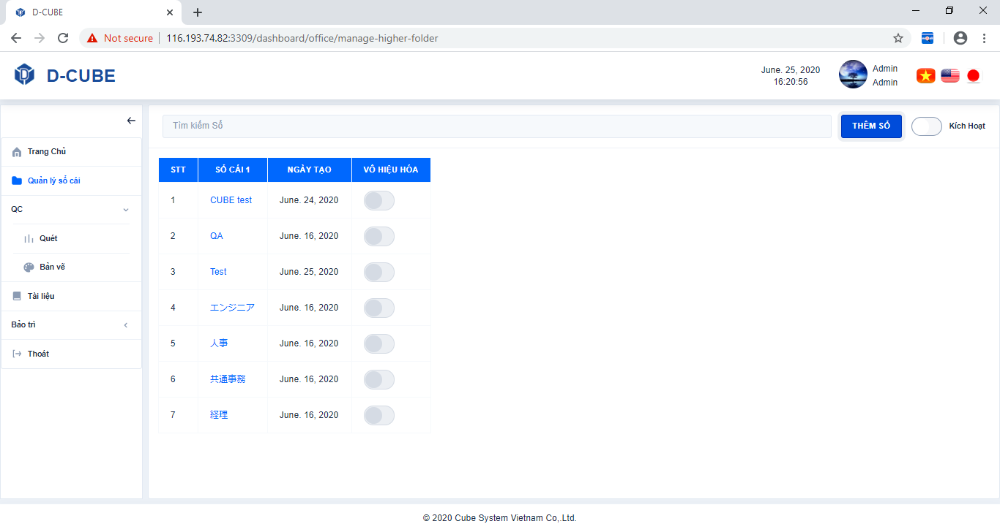 D-CUBE
Not secure
116.193.74.82:3309/dashboard/office/manage-higher-folder
D-CUBE
June. 25, 2020
16:20:56
Admin
Admin
Trang Chủ
Quản lý sổ cái
QC
Quét
Bản vẽ
Tài liệu
Bảo trì
Thoát
Tìm kiếm Sổ
THÊM SỔ
Kích Hoạt
STT SỔ CÁI 1 NGÀY TẠO VÔ HIỆU HÓA
1 CUBE test June. 24, 2020
2 QA June. 16, 2020
3 Test June. 25, 2020
4 エンジニア June. 16, 2020
5 人事 June. 16, 2020
6 共通事務 June. 16, 2020
7 経理 June. 16, 2020
© 2020 Cube System Vietnam Co,.Ltd.